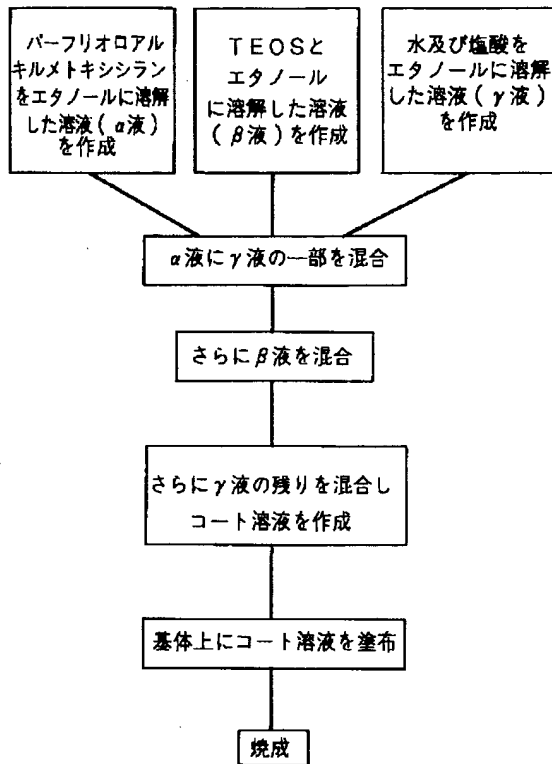 パーフリオロアル
キルメトキシシラン
をエタノールに溶解
した溶液(α液)
を作成
TEOSと
エタノール
に溶解した溶液
(β液)を作成
水及び塩酸を
エタノールに溶解
した溶液(γ液)
を作成
α液にγ液の一部を混合
さらにβ液を混合
さらにγ液の残りを混合し
コート溶液を作成
基体上にコート溶液を塗布
焼成